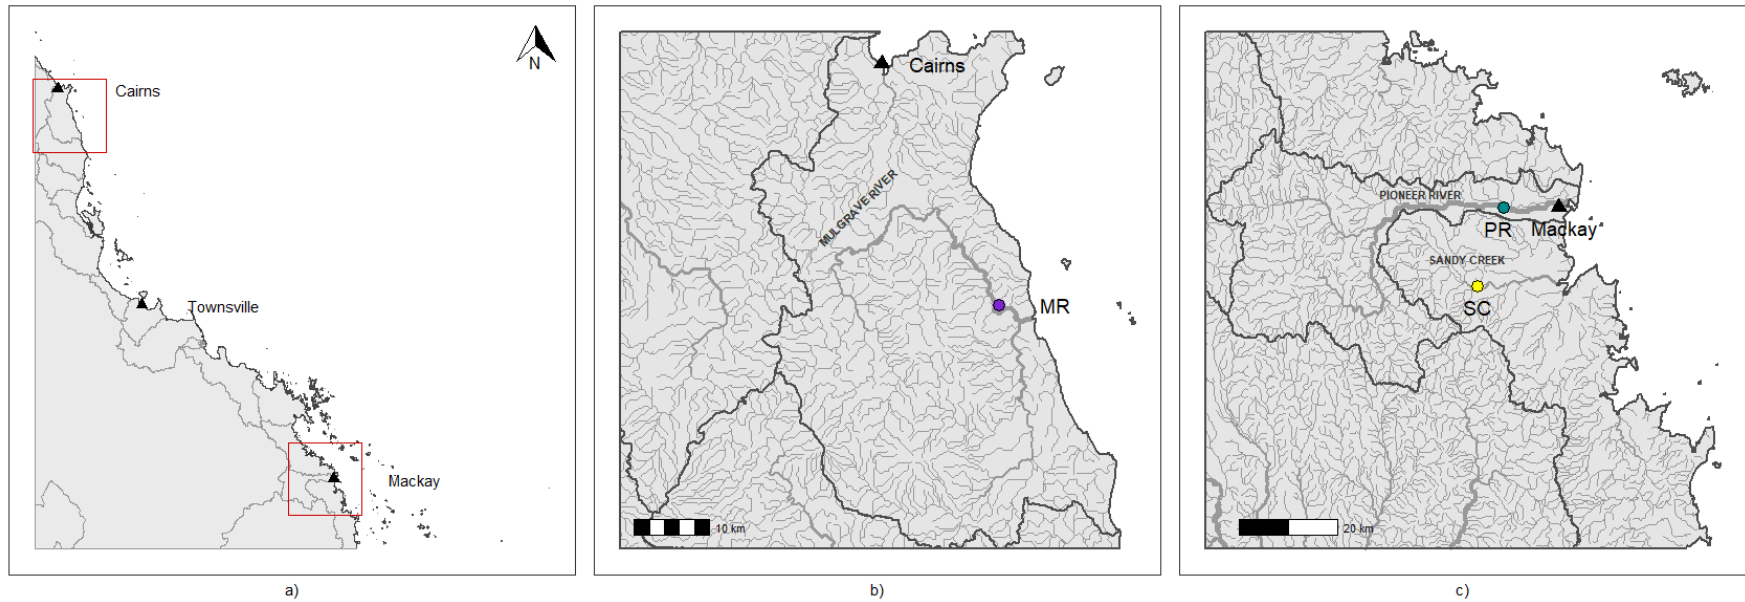 N
Cairns
Townsville
Mackay
a)
Cairns
MULGRAVE RIVER
MR
10 km
b)
PIONEER RIVER
PR
Mackay
SANDY CREEK
SC
20 km
c)